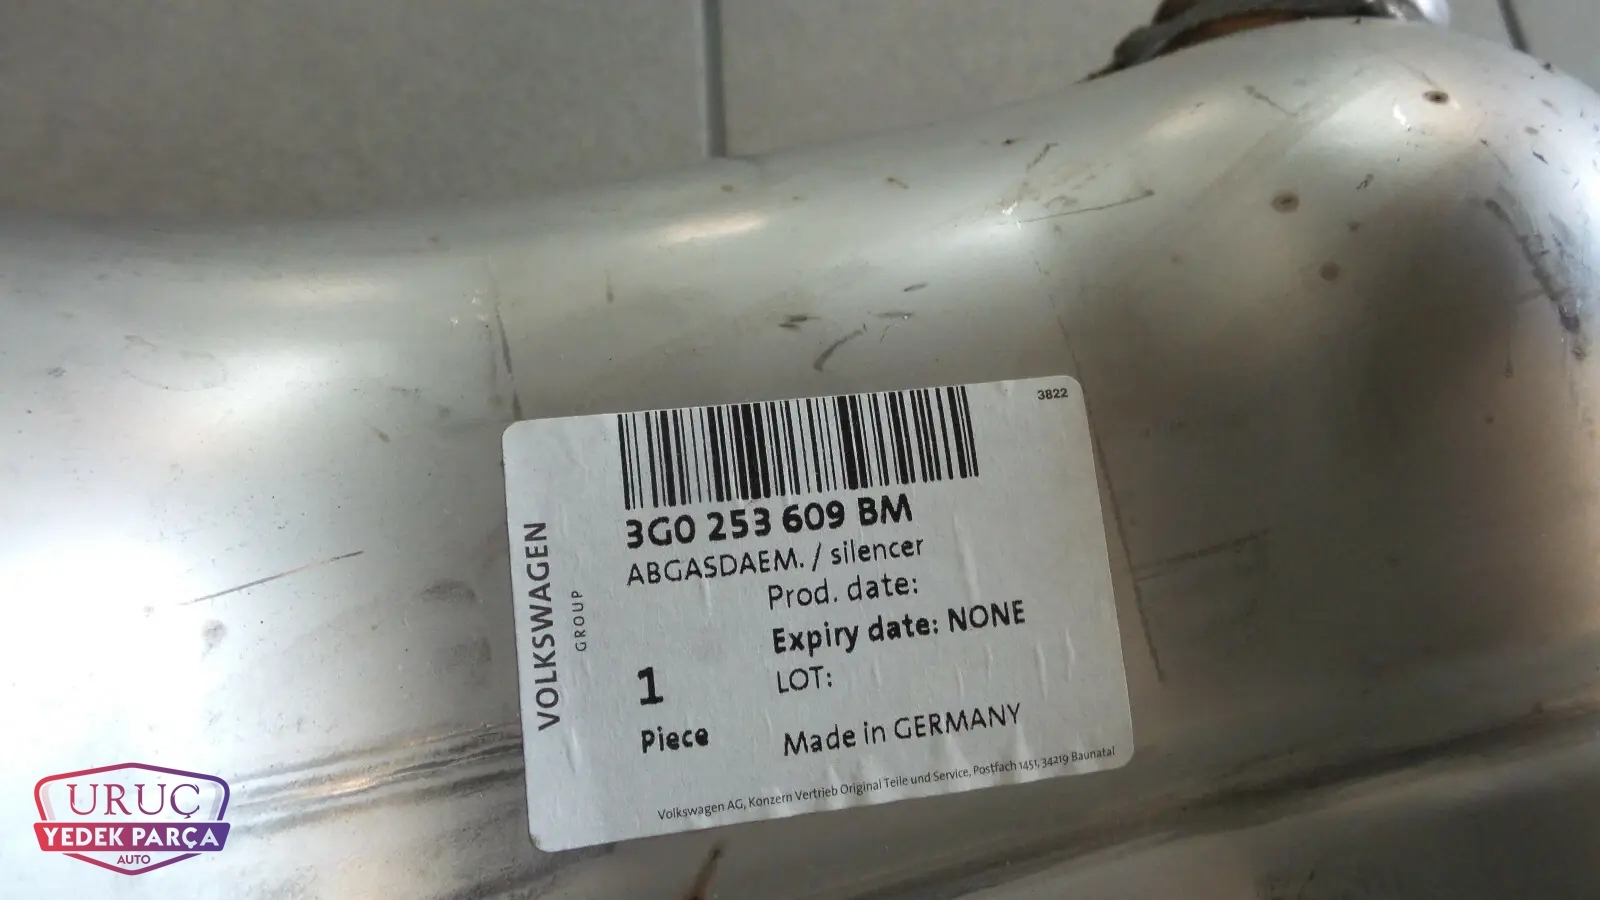 3822
VOLKSWAGEN
GROUP
3G0 253 609 BM
ABGASDAEM. / silencer
Prod. date:
Expiry date: NONE
LOT:
1
Piece
Made in GERMANY
Volkswagen AG, Konzern Vertrieb Original Teile und Service, Postfach 1451, 34219 Baunatal
URUÇ
YEDEK PARÇA
AUTO